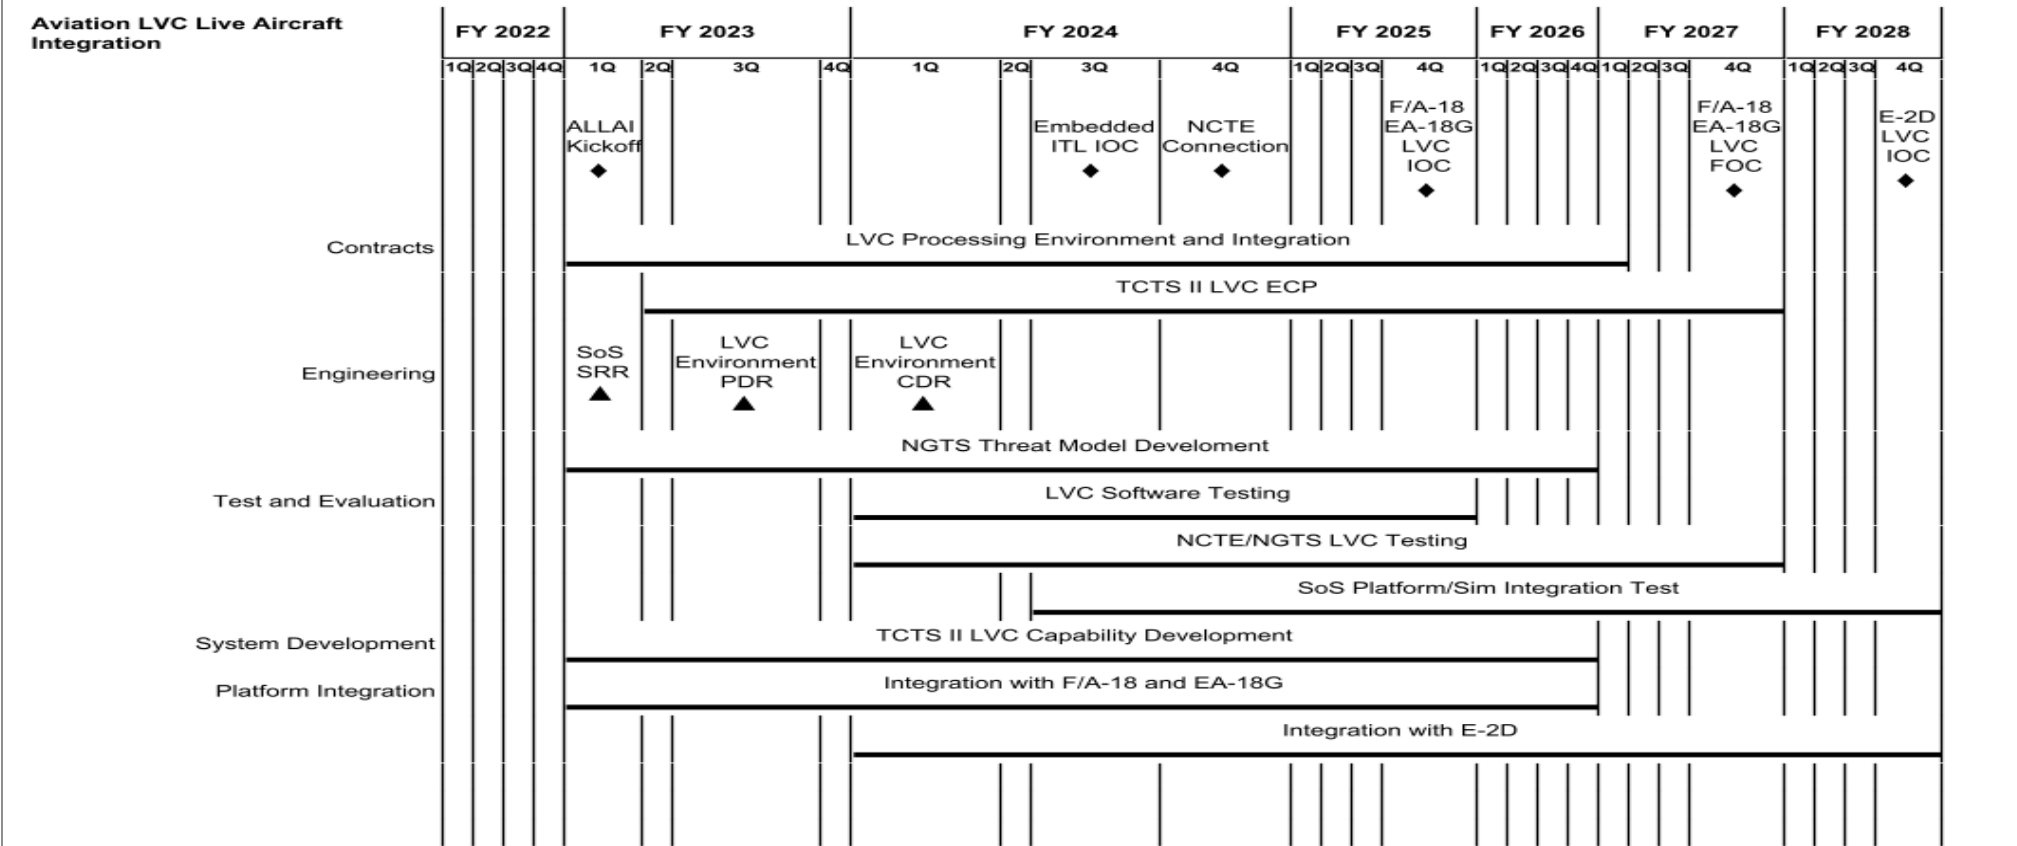 Aviation LVC Live Aircraft
Integration
FY 2022 FY 2023 FY 2024 FY 2025 FY 2026 FY 2027 FY 2028
1Q 2Q 3Q 4Q 1Q 2Q 3Q 4Q 1Q 2Q 3Q 4Q 1Q 2Q 3Q 4Q 1Q 2Q 3Q 4Q 1Q 2Q 3Q 4Q 1Q 2Q 3Q 4Q
ALLAI
Kickoff
Embedded
ITL IOC
NCTE
Connection
F/A-18
EA-18G
LVC
IOC
F/A-18
EA-18G
LVC
FOC
E-2D
LVC
IOC
Contracts
LVC Processing Environment and Integration
TCTS II LVC ECP
Engineering
SoS
SRR
LVC
Environment
PDR
LVC
Environment
CDR
NGTS Threat Model Develoment
Test and Evaluation
LVC Software Testing
NCTE/NGTS LVC Testing
SoS Platform/Sim Integration Test
System Development
TCTS II LVC Capability Development
Platform Integration
Integration with F/A-18 and EA-18G
Integration with E-2D